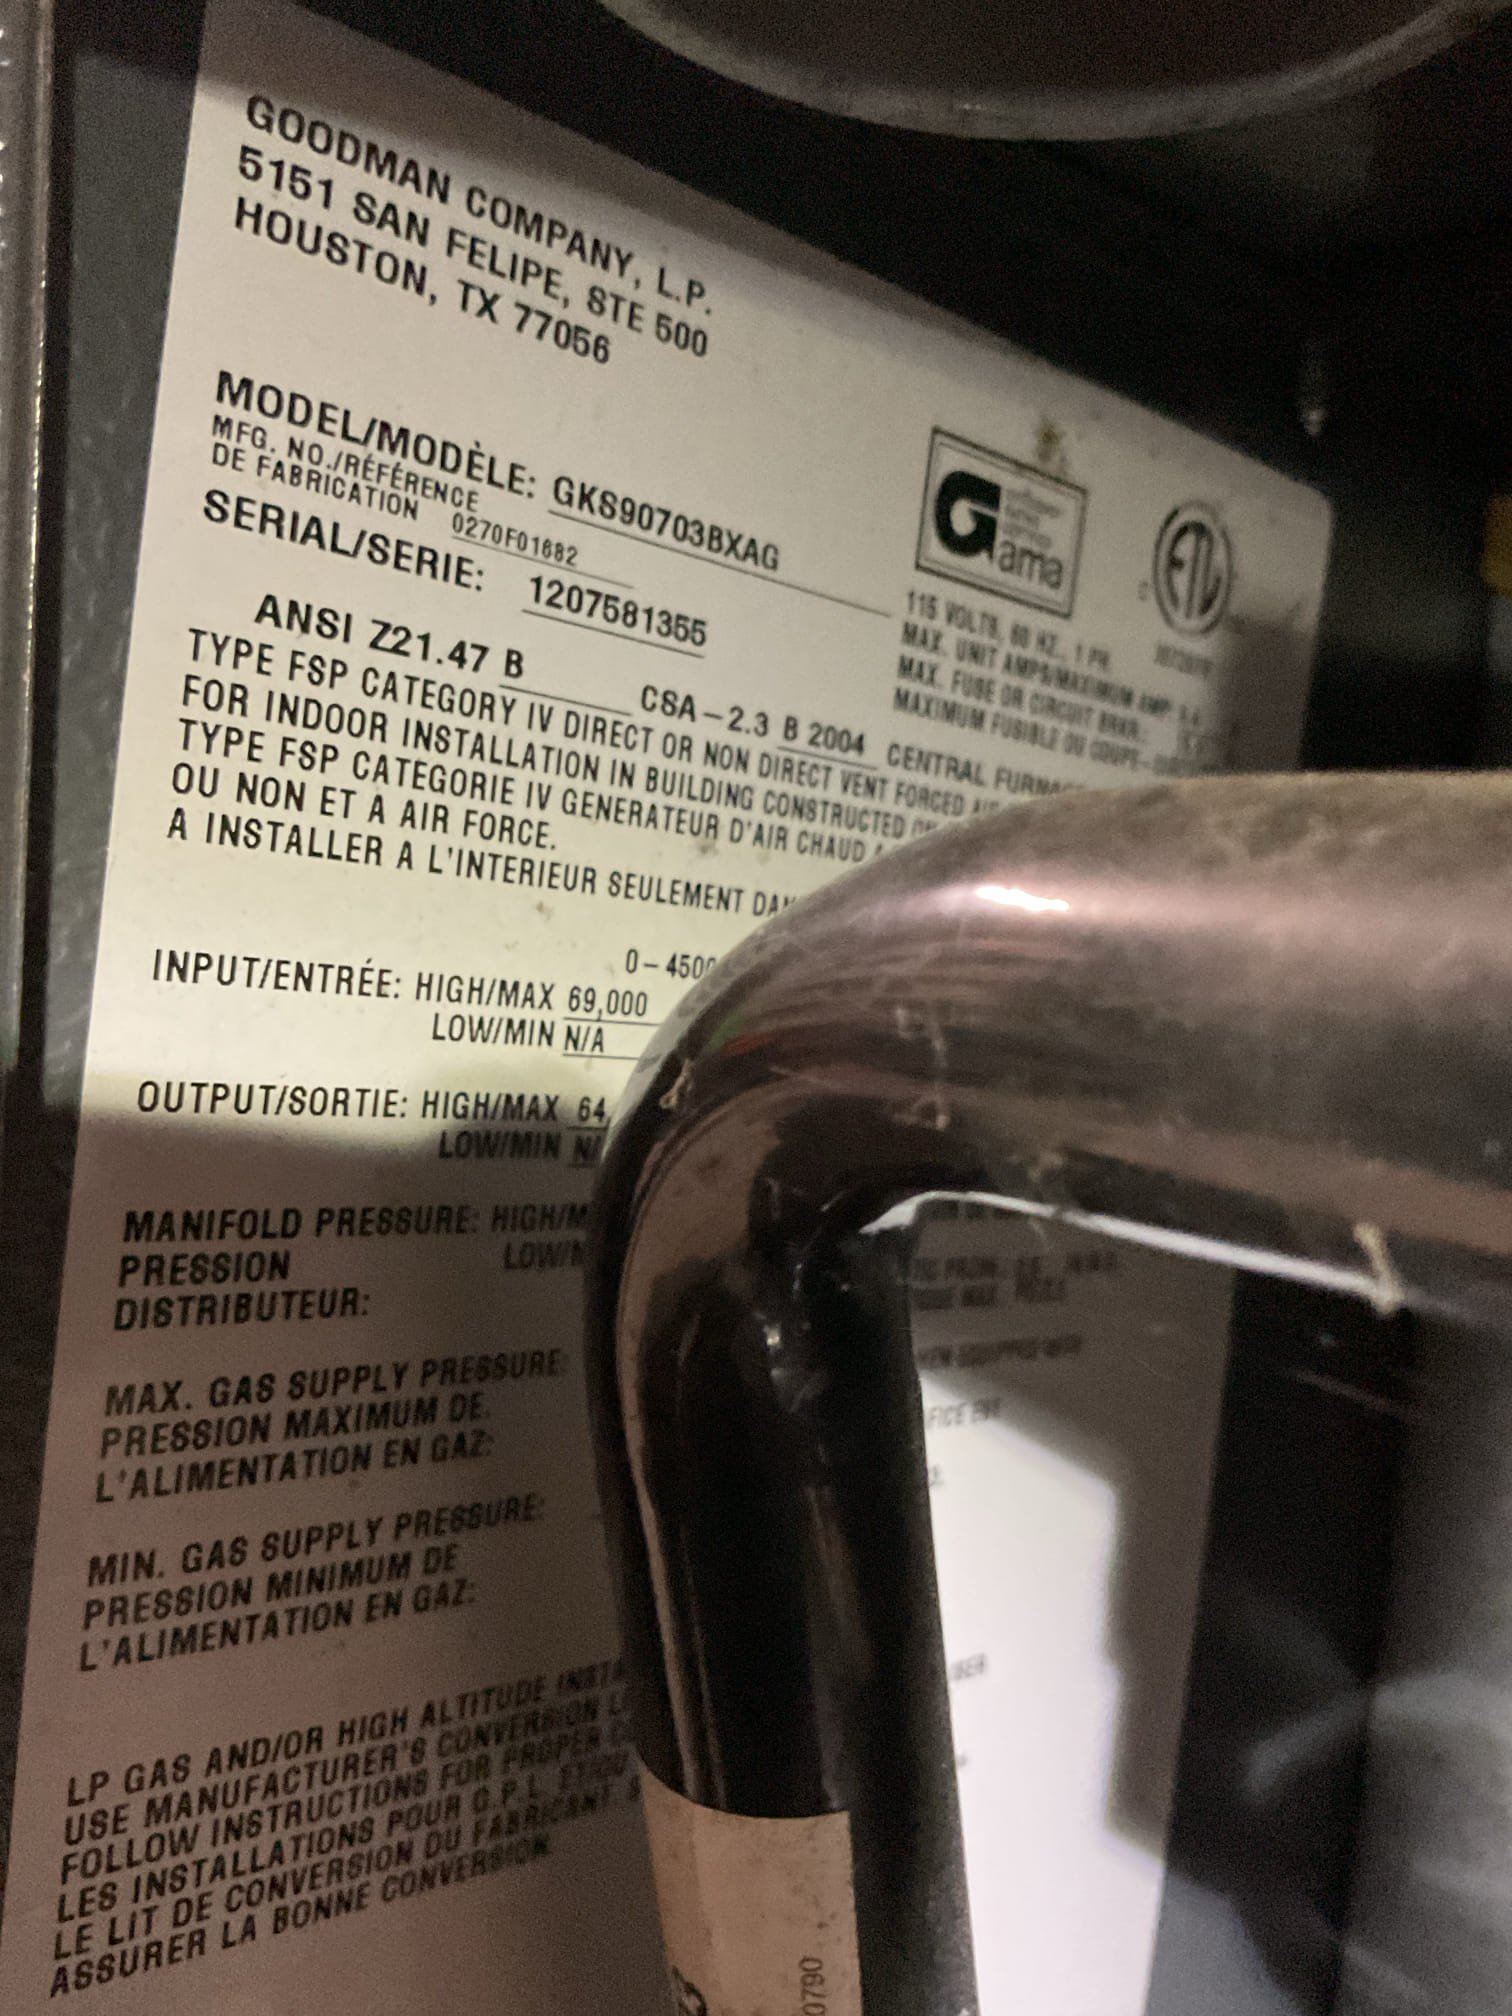 GOODMAN COMPANY, L.P.
5151 SAN FELIPE, STE 500
HOUSTON, TX 77056
MODEL/MODÈLE: GKS90703BXAG
MFG. NO./RÉFÉRENCE
DE FABRICATION 0270F01682
SERIAL/SERIE: 1207581355
Gama
115 VOLTS, 60 HZ., 1 PH.
MAX. UNIT AMPS/MAXIMUM AMP:
MAX. FUSE OR CIRCUIT BRKR.:
MAXIMUM FUSIBLE OU COUPE-
ANSI Z21.47 B CSA-2.3 B 2004 CENTRAL
TYPE FSP CATEGORY IV DIRECT OR NON DIRECT VENT FORCED
FOR INDOOR INSTALLATION IN BUILDING CONSTRUCTED
TYPE FSP CATEGORIE IV GENERATEUR D'AIR CHAUD
OU NON ET A AIR FORCE.
A INSTALLER A L'INTERIEUR SEULEMENT
0-4500
INPUT/ENTRÉE: HIGH/MAX 69,000
LOW/MIN N/A
OUTPUT/SORTIE: HIGH/MAX 64,
LOW/MIN N/
MANIFOLD PRESSURE: HIGH/M
PRESSION LOW/
DISTRIBUTEUR:
MAX. GAS SUPPLY PRESSURE:
PRESSION MAXIMUM DE
L'ALIMENTATION EN GAZ:
MIN. GAS SUPPLY PRESSURE:
PRESSION MINIMUM DE
L'ALIMENTATION EN GAZ:
LP GAS AND/OR HIGH ALTITUDE
USE MANUFACTURER'S CONVERSION
FOLLOW INSTRUCTIONS FOR PROPER
LES INSTALLATIONS POUR G.P.L.
LE LIT DE CONVERSION DU FABRICANT
ASSURER LA BONNE CONVERSION
0790